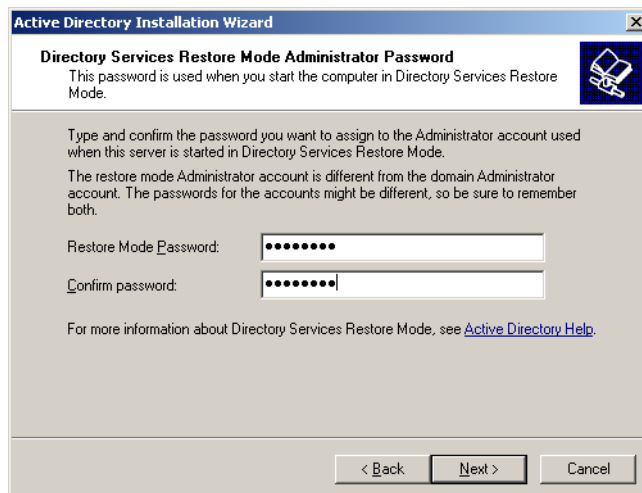 Active Directory Installation Wizard
Directory Services Restore Mode Administrator Password
This password is used when you start the computer in Directory Services Restore
Mode.
Type and confirm the password you want to assign to the Administrator account used
when this server is started in Directory Services Restore Mode.
The restore mode Administrator account is different from the domain Administrator
account. The passwords for the accounts might be different, so be sure to remember
both.
Restore Mode Password: ●●●●●●●●
Confirm password: ●●●●●●●●
For more information about Directory Services Restore Mode, see Active Directory Help.
< Back Next > Cancel